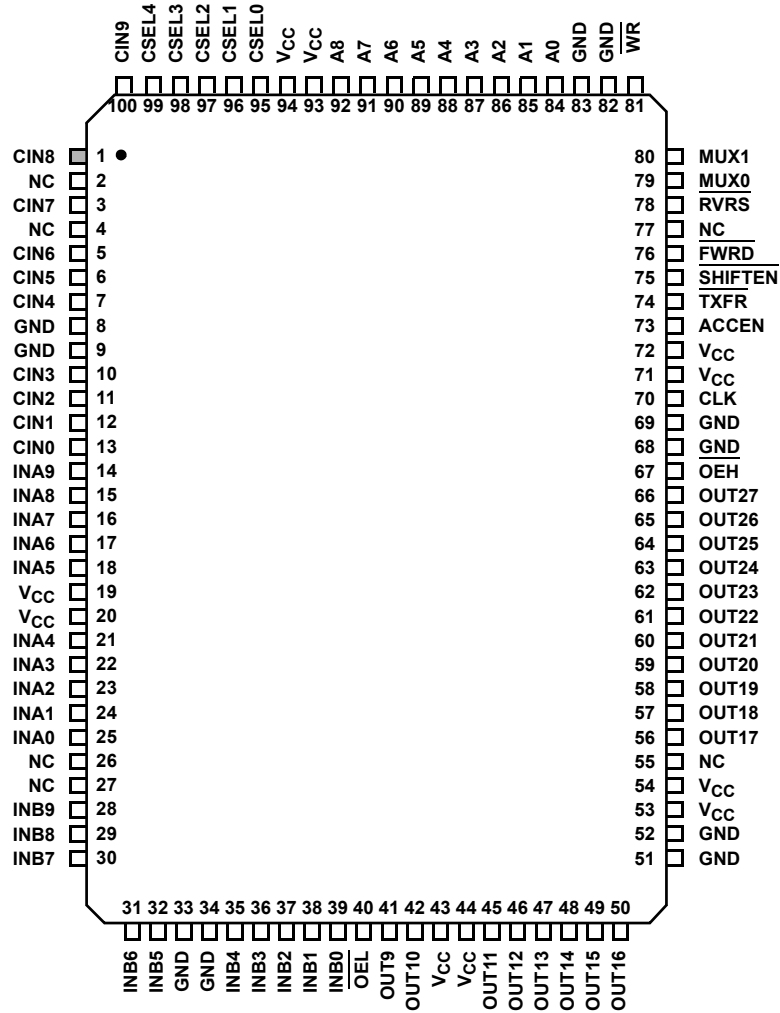 CIN9 CSEL4 CSEL3 CSEL2 CSEL1 CSEL0 VCC VCC A8 A7 A6 A5 A4 A3 A2 A1 A0 GND GND WR
100 99 98 97 96 95 94 93 92 91 90 89 88 87 86 85 84 83 82 81
CIN8 1 80 MUX1
NC 2 79 MUX0
CIN7 3 78 RVRS
NC 4 77 NC
CIN6 5 76 FWRD
CIN5 6 75 SHIFTEN
CIN4 7 74 TXFR
GND 8 73 ACCEN
GND 9 72 VCC
CIN3 10 71 VCC
CIN2 11 70 CLK
CIN1 12 69 GND
CIN0 13 68 GND
INA9 14 67 OEH
INA8 15 66 OUT27
INA7 16 65 OUT26
INA6 17 64 OUT25
INA5 18 63 OUT24
VCC 19 62 OUT23
VCC 20 61 OUT22
INA4 21 60 OUT21
INA3 22 59 OUT20
INA2 23 58 OUT19
INA1 24 57 OUT18
INA0 25 56 OUT17
NC 26 55 NC
NC 27 54 VCC
INB9 28 53 VCC
INB8 29 52 GND
INB7 30 51 GND
31 32 33 34 35 36 37 38 39 40 41 42 43 44 45 46 47 48 49 50
INB6 INB5 GND GND INB4 INB3 INB2 INB1 INB0 OEL OUT9 OUT10 VCC VCC OUT11 OUT12 OUT13 OUT14 OUT15 OUT16